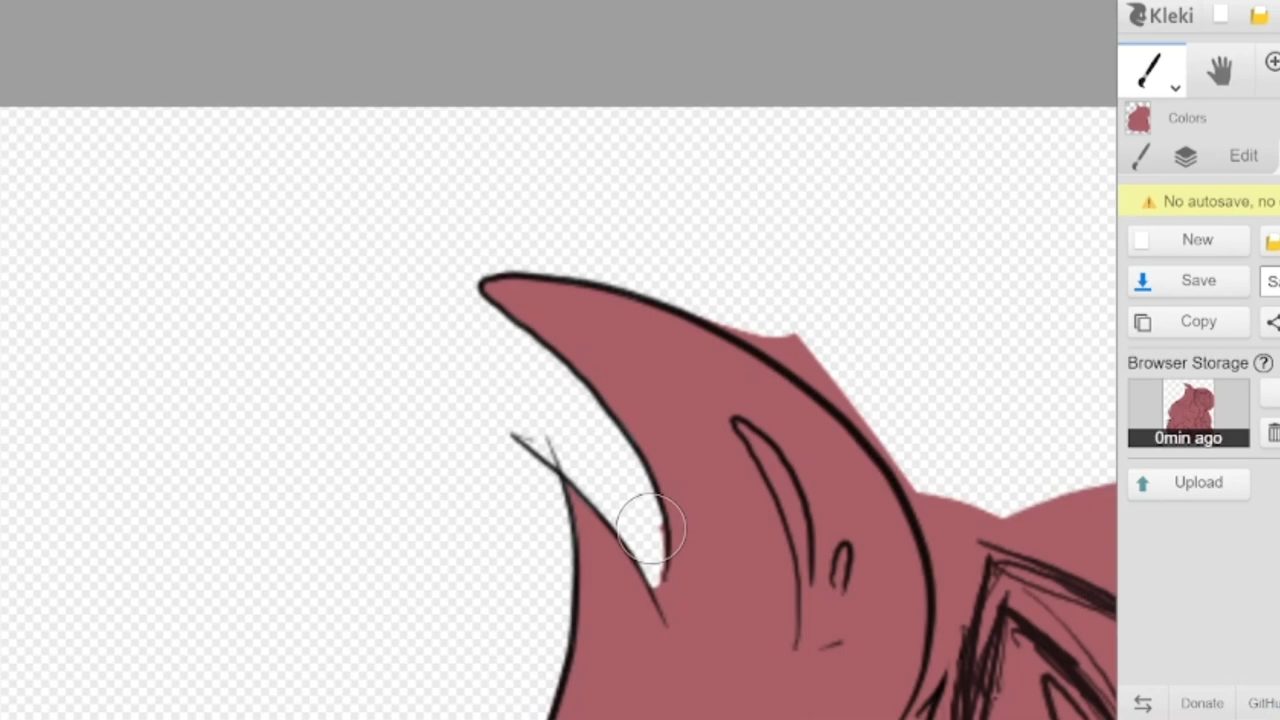 Kleki
Colors
Edit
No autosave, no
New
Save
Copy
Browser Storage ?
0min ago
Upload
Donate